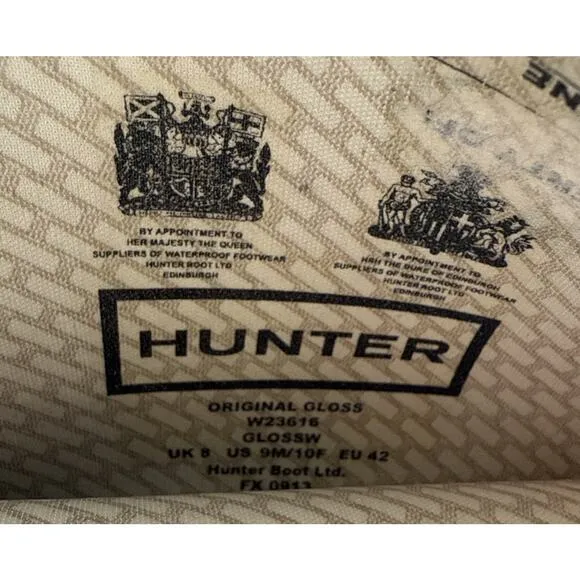 BY APPOINTMENT TO
HER MAJESTY THE QUEEN
SUPPLIERS OF WATERPROOF FOOTWEAR
HUNTER BOOT LTD
EDINBURGH
BY APPOINTMENT TO
HRH THE DUKE OF EDINBURGH
SUPPLIERS OF WATERPROOF FOOTWEAR
HUNTER BOOT LTD
EDINBURGH
HUNTER
ORIGINAL GLOSS
W23616
GLOSSW
UK 8 US 9M/10F EU 42
Hunter Boot Ltd.
FX 0913